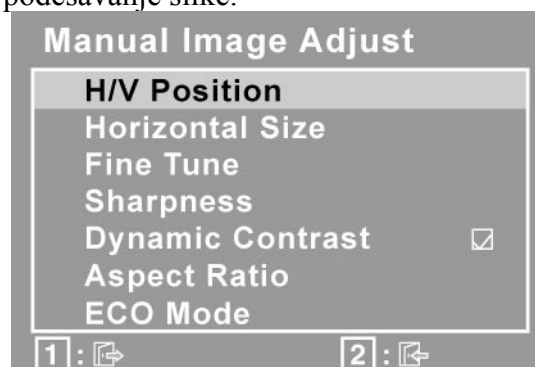 podešavanje slike.
Manual Image Adjust
H/V Position
Horizontal Size
Fine Tune
Sharpness
Dynamic Contrast
Aspect Ratio
ECO Mode
1 :
2 :